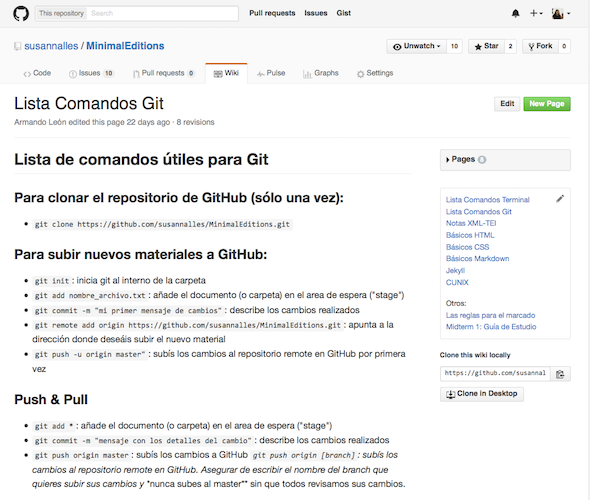 This repository Search Pull requests Issues Gist
susannalles / MinimalEditions Unwatch 10 Star 2 Fork 0
Code Issues 10 Pull requests 0 Wiki Pulse Graphs Settings
Lista Comandos Git Edit New Page
Armando León edited this page 22 days ago · 8 revisions
Lista de comandos útiles para Git
Para clonar el repositorio de GitHub (sólo una vez):
• git clone https://github.com/susannalles/MinimalEditions.git
Para subir nuevos materiales a GitHub:
• git init : inicia git al interno de la carpeta
• git add nombre_archivo.txt : añade el documento (o carpeta) en el area de espera ("stage")
• git commit -m "mi primer mensaje de cambios" : describe los cambios realizados
• git remote add origin https://github.com/susannalles/MinimalEditions.git : apunta a la
dirección donde deseáis subir el nuevo material
• git push -u origin master" : subís los cambios al repositorio remote en GitHub por primera
vez
Push & Pull
• git add * : añade el documento (o carpeta) en el area de espera ("stage")
• git commit -m "mensaje con los detalles del cambio" : describe los cambios realizados
• git push origin master : subís los cambios a GitHub git push origin [branch] : subís los
cambios al repositorio remote en GitHub. Asegurar de escribir el nombre del branch que
quieres subir sus cambios y *nunca subes al master** sin que todos revisamos sus cambios.
Pages 8
Lista Comandos Terminal
Lista Comandos Git
Notas XML-TEI
Básicos HTML
Básicos CSS
Básicos Markdown
Jekyll
CUNIX
Otros:
Las reglas para el marcado
Midterm 1: Guía de Estudio
Clone this wiki locally
https://github.com/susannal
Clone in Desktop